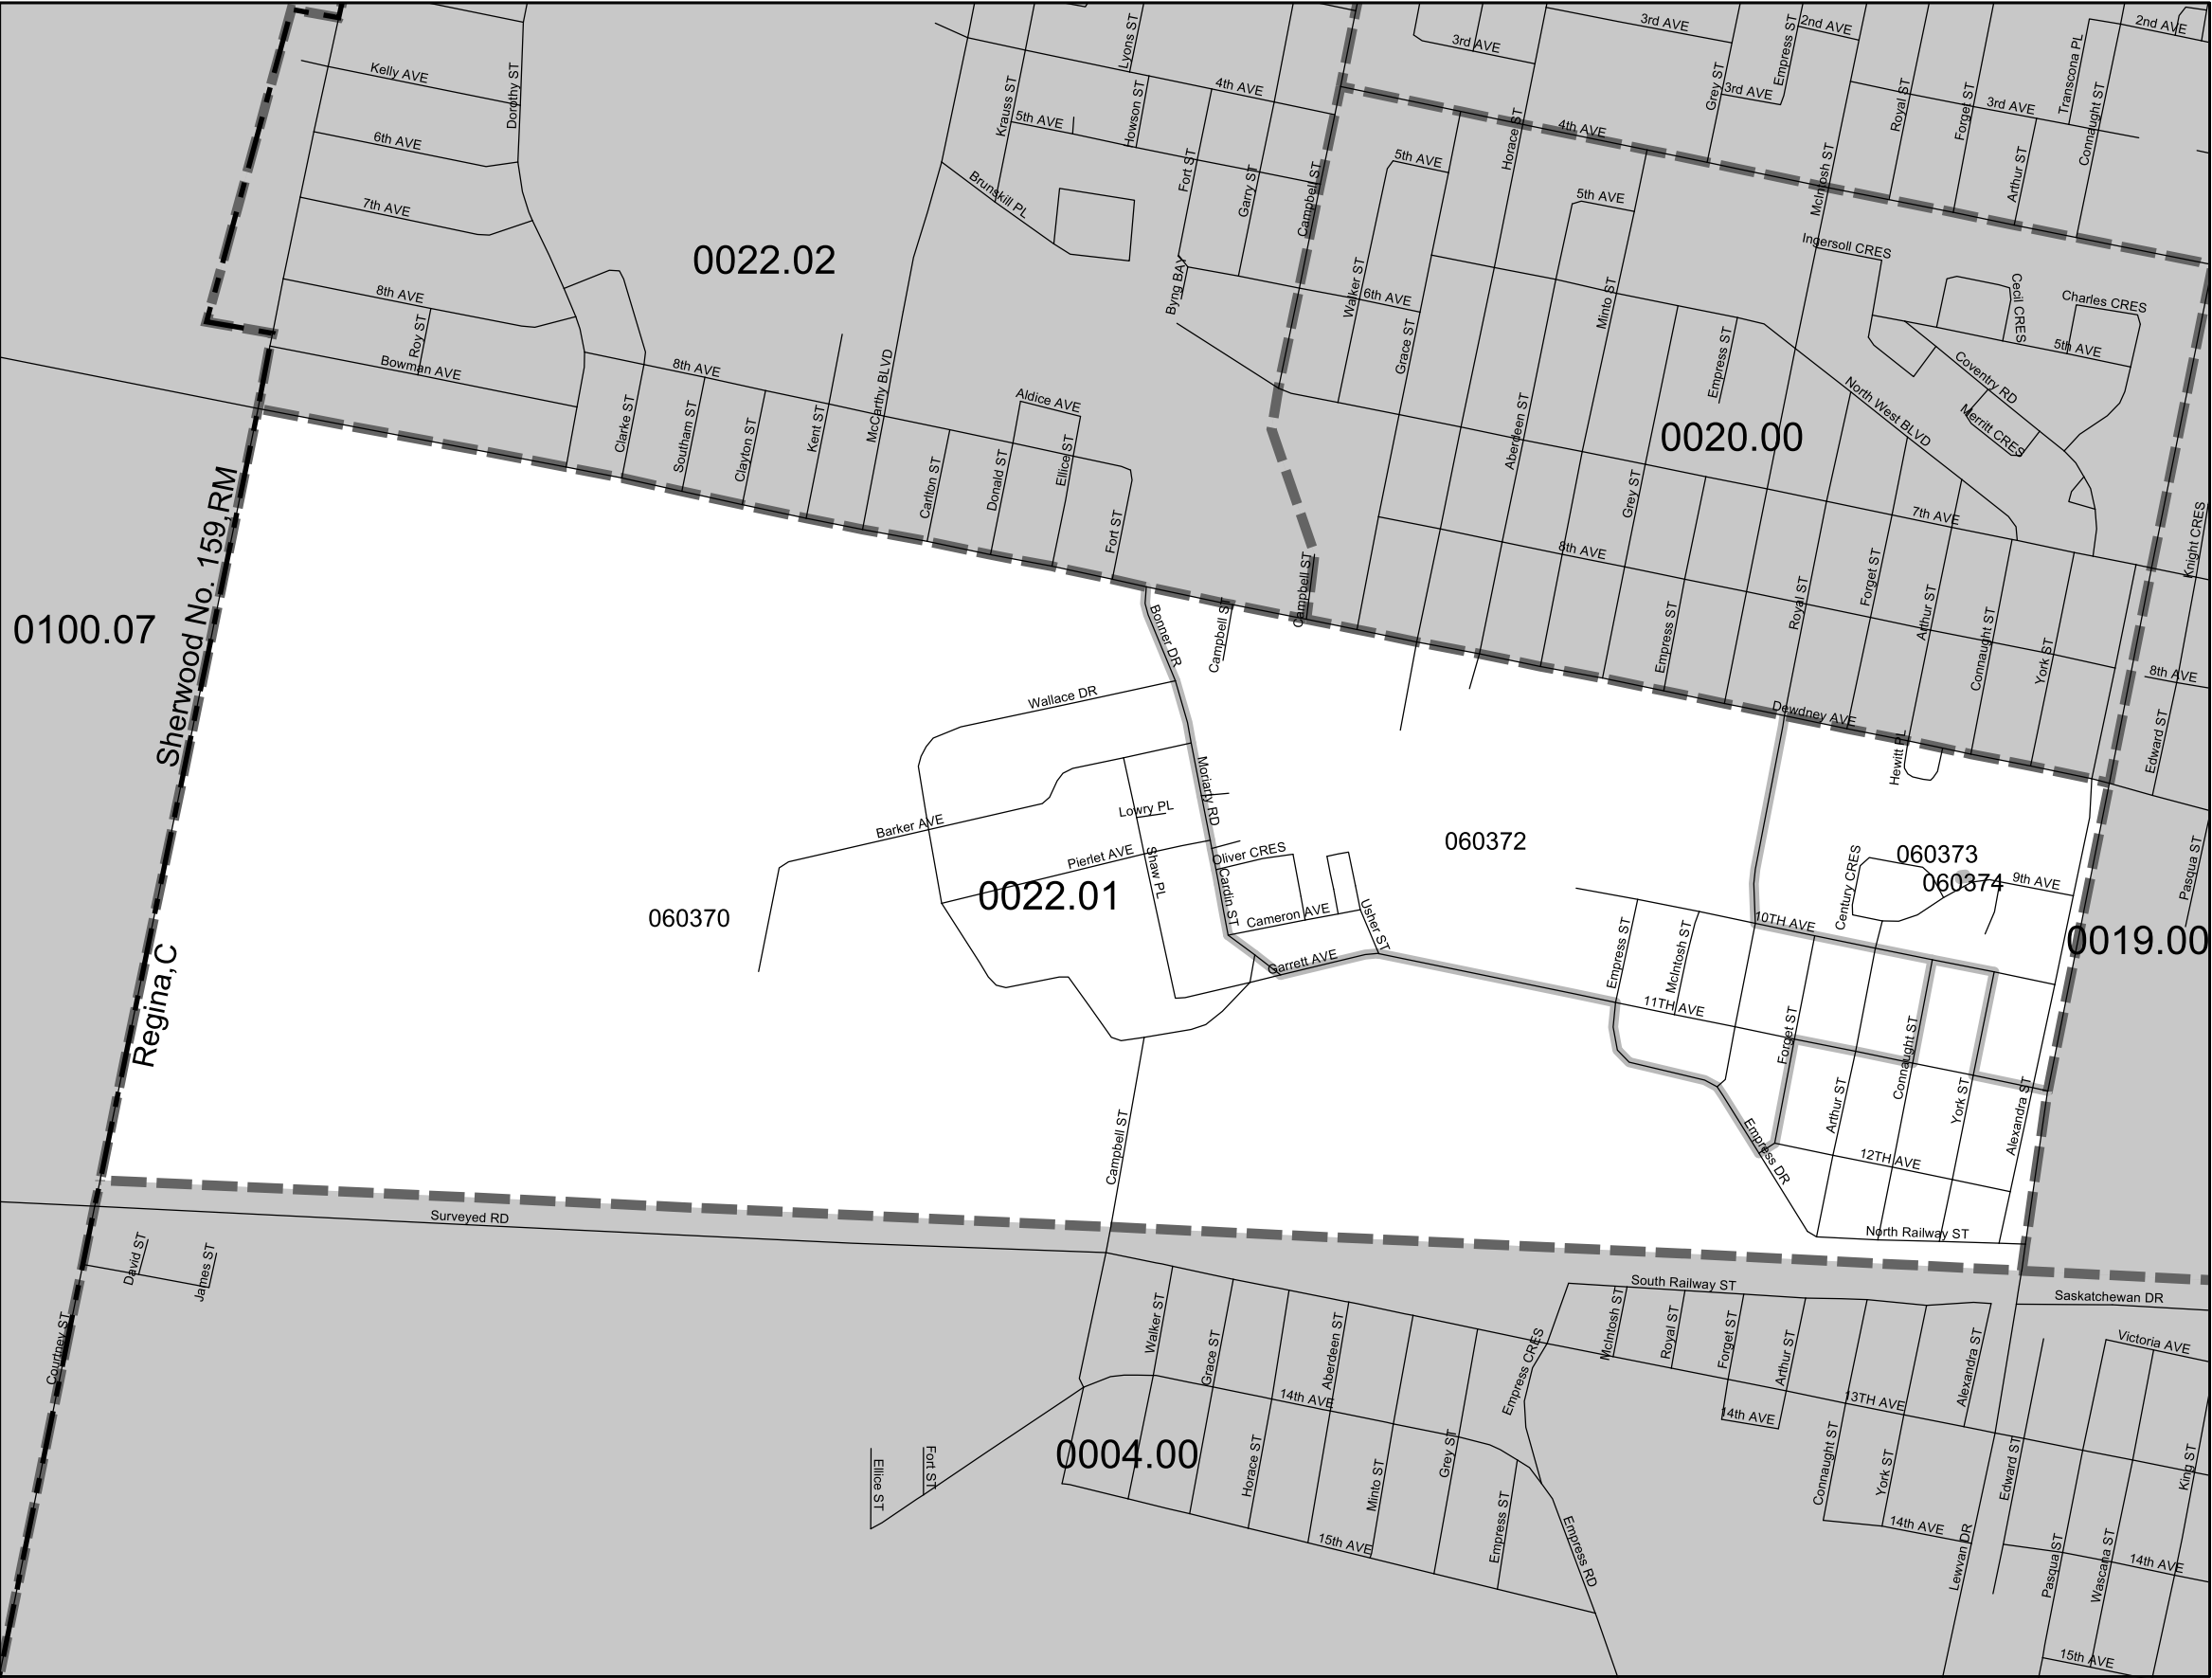 Lyons ST
3rd AVE
3rd AVE
2nd AVE
Empress ST
2nd AVE
Transcona PL
Kelly AVE
Dorothy ST
Krauss ST
Howson ST
4th AVE
Grey ST
3rd AVE
Royal ST
Forget ST
3rd AVE
Connaught ST
5th AVE
Horace ST
4th AVE
6th AVE
Fort ST
Garry ST
Campbell ST
5th AVE
McIntosh ST
Arthur ST
Brunskill PL
5th AVE
7th AVE
0022.02
Ingersoll CRES
Byng BAY
Walker ST
6th AVE
Minto ST
Cecil CRES
Charles CRES
8th AVE
Roy ST
Bowman AVE
8th AVE
Grace ST
Empress ST
5th AVE
Coventry RD
McCarthy BLVD
Aldice AVE
North West BLVD
Merritt CRES
Clarke ST
Southam ST
Clayton ST
Kent ST
Aberdeen ST
0020.00
Carlton ST
Donald ST
Ellice ST
Fort ST
Grey ST
7th AVE
Knight CRES
Sherwood No. 159,RM
8th AVE
Campbell ST
Royal ST
Forget ST
Arthur ST
0100.07
Bonner DR
Campbell ST
Empress ST
Connaught ST
York ST
8th AVE
Wallace DR
Dewdney AVE
Hewitt PL
Edward ST
Moriarty RD
Lowry PL
Barker AVE
060372
060373
Pierlet AVE
Shaw PL
Oliver CRES
Century CRES
060374
9th AVE
Pasqua ST
0022.01
Cardin ST
060370
Cameron AVE
Usher ST
10TH AVE
0019.00
Empress ST
McIntosh ST
Garrett AVE
Regina,C
11TH AVE
Forget ST
Connaught ST
Arthur ST
York ST
Alexandra ST
Campbell ST
Empress DR
12TH AVE
Surveyed RD
North Railway ST
David ST
James ST
South Railway ST
Saskatchewan DR
Courtney ST
Walker ST
Grace ST
Aberdeen ST
Empress CRES
McIntosh ST
Royal ST
Forget ST
Arthur ST
Alexandra ST
Victoria AVE
14th AVE
14th AVE
13TH AVE
0004.00
Ellice ST
Fort ST
Horace ST
Minto ST
Grey ST
Connaught ST
York ST
Edward ST
King ST
Empress ST
15th AVE
Empress RD
14th AVE
Lewvan DR
Pasqua ST
Wascana ST
14th AVE
15th AVE